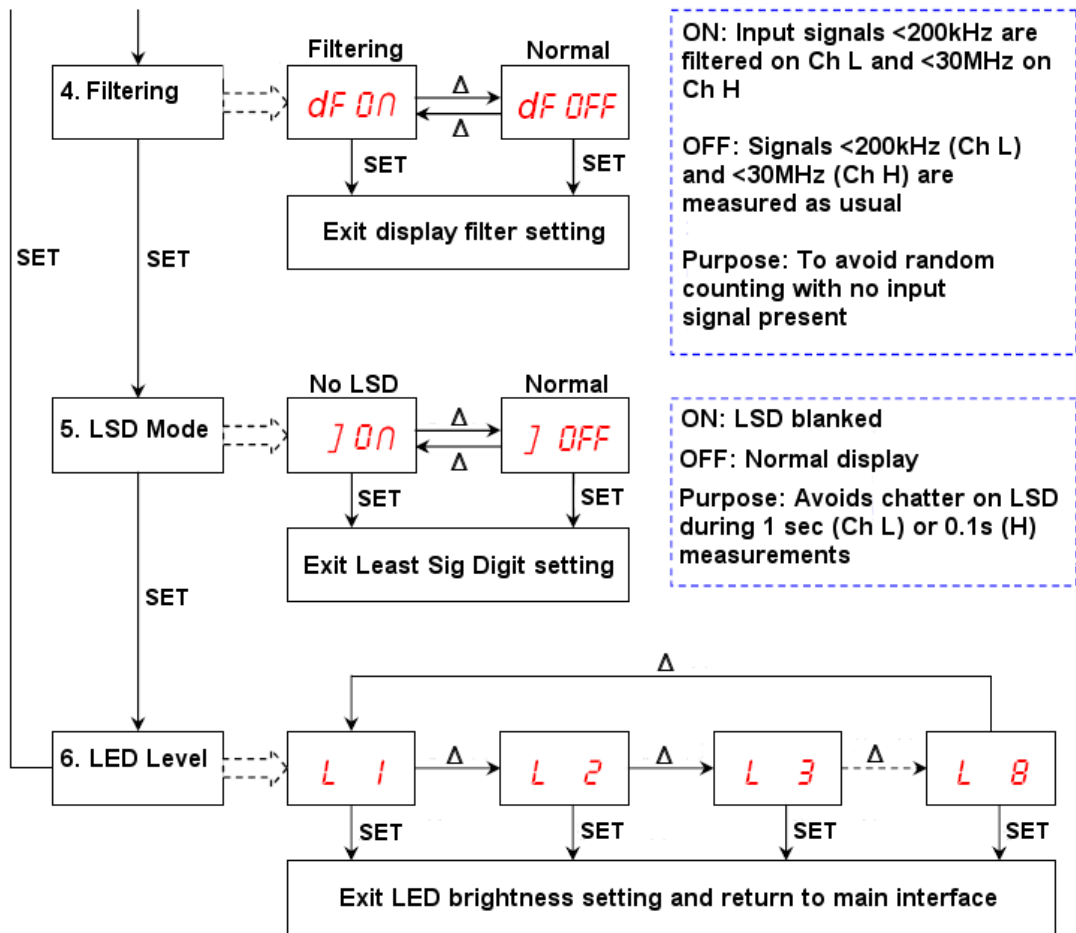 Filtering
Normal
4. Filtering
dF ON
Δ
Δ
dF OFF
SET
SET
Exit display filter setting
ON: Input signals <200kHz are
filtered on Ch L and <30MHz on
Ch H
OFF: Signals <200kHz (Ch L)
and <30MHz (Ch H) are
measured as usual
Purpose: To avoid random
counting with no input
signal present
SET
SET
No LSD
Normal
5. LSD Mode
] ON
Δ
Δ
] OFF
SET
SET
Exit Least Sig Digit setting
ON: LSD blanked
OFF: Normal display
Purpose: Avoids chatter on LSD
during 1 sec (Ch L) or 0.1s (H)
measurements
SET
Δ
6. LED Level
L 1
Δ
L 2
Δ
L 3
Δ
L 8
SET
SET
SET
SET
Exit LED brightness setting and return to main interface